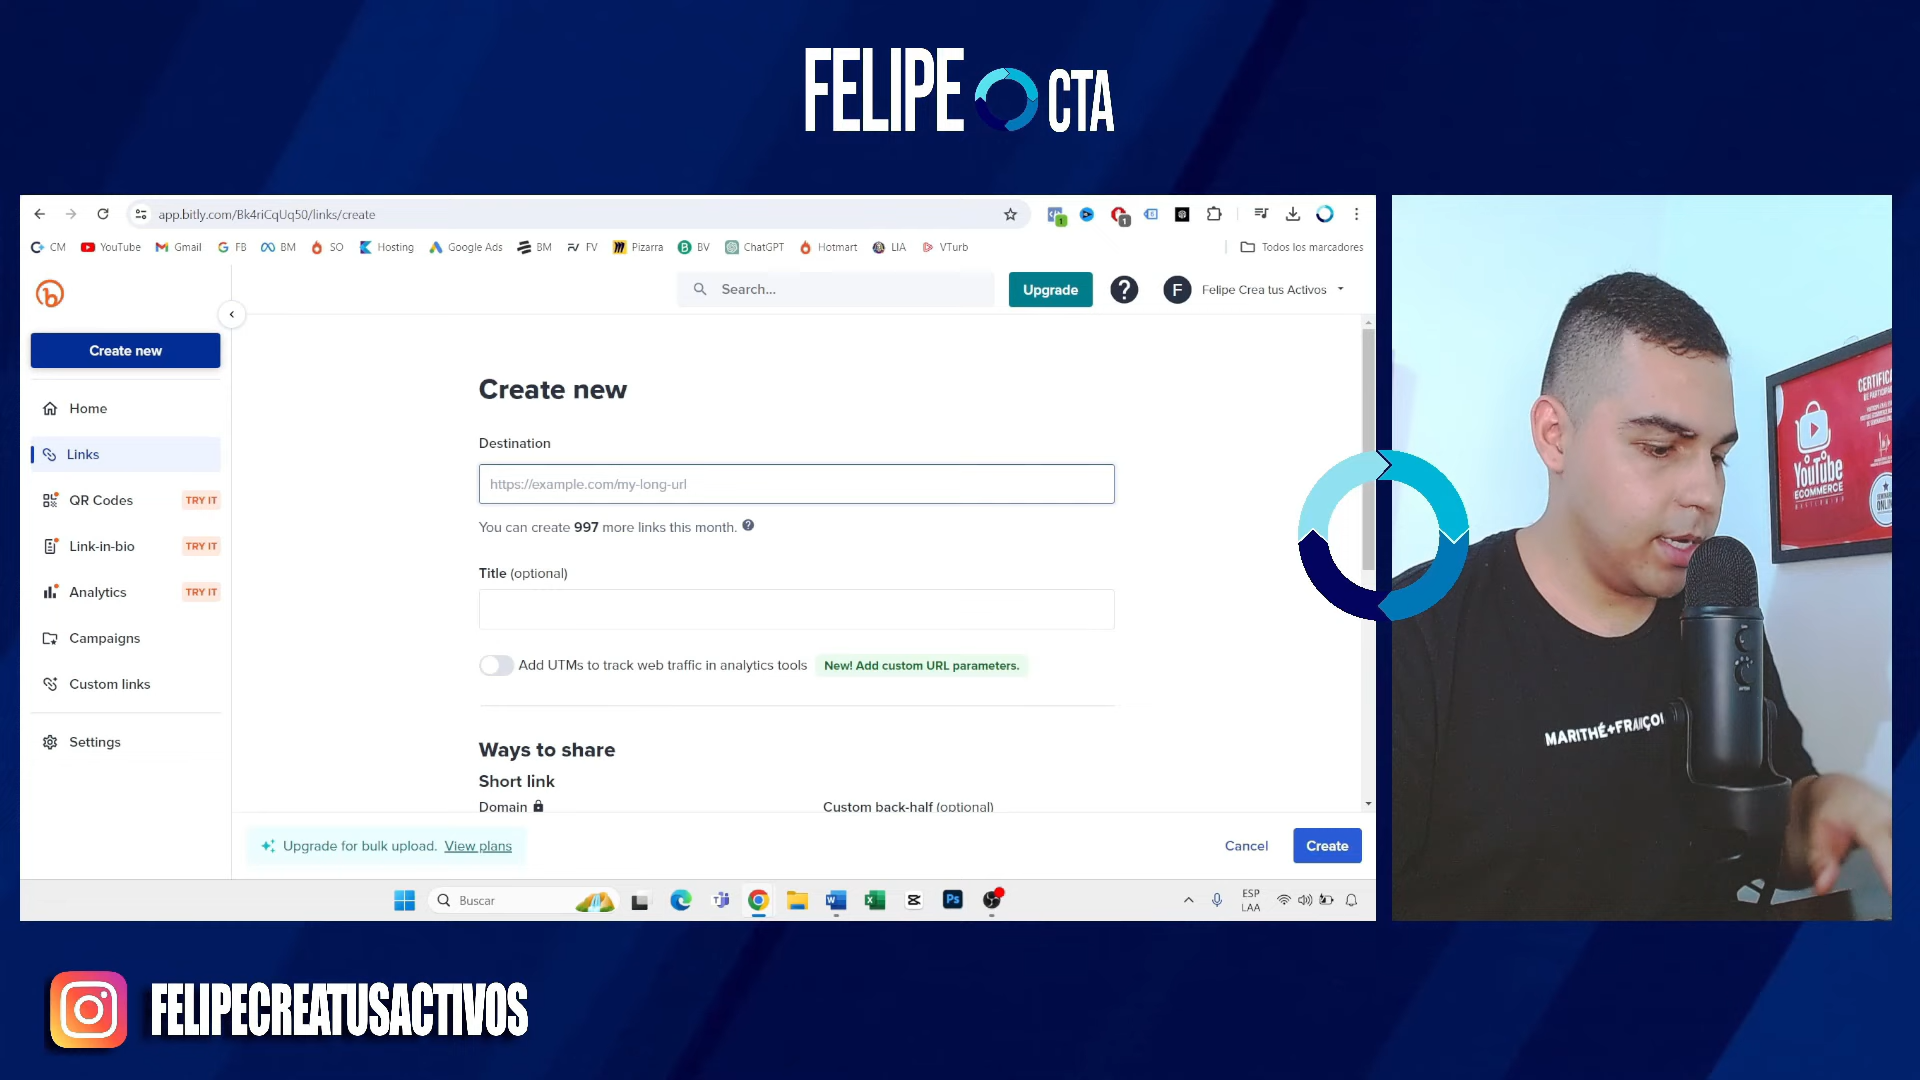 FELIPE CTA
app.bitly.com/Bk4riCqUq50/links/create
1
1
CM
YouTube
Gmail
FB
BM
SO
Hosting
Google Ads
BM
FV
Pizarra
BV
ChatGPT
Hotmart
LIA
VTurb
Todos los marcadores
Search...
Upgrade
?
F
Felipe Crea tus Activos
Create new
Home
Links
QR Codes TRY IT
Link-in-bio TRY IT
Analytics TRY IT
Campaigns
Custom links
Settings
Create new
Destination
https://example.com/my-long-url
You can create 997 more links this month.
Title (optional)
Add UTMs to track web traffic in analytics tools New! Add custom URL parameters.
Ways to share
Short link
Domain Custom back-half (optional)
Upgrade for bulk upload. View plans
Cancel
Create
Buscar
Ps
ESP
LAA
CERTIFICA
YouTube
ECOMMERCE
MARITHÉ+FRANÇOI
FELIPECREATUSACTIVOS